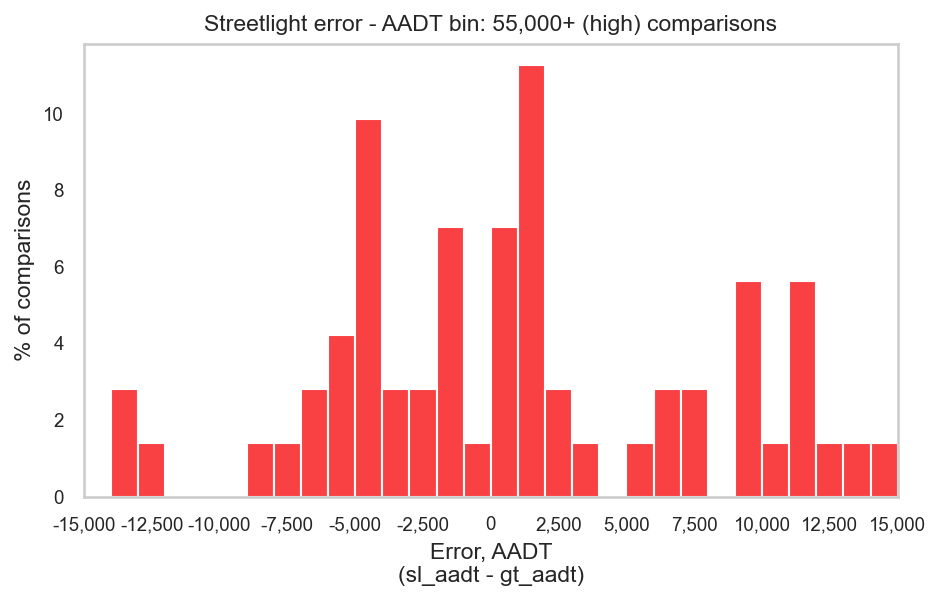 Streetlight error - AADT bin: 55,000+ (high) comparisons
% of comparisons
10
8
6
4
2
0
-15,000 -12,500 -10,000 -7,500 -5,000 -2,500 0 2,500 5,000 7,500 10,000 12,500 15,000
Error, AADT
(sl_aadt - gt_aadt)